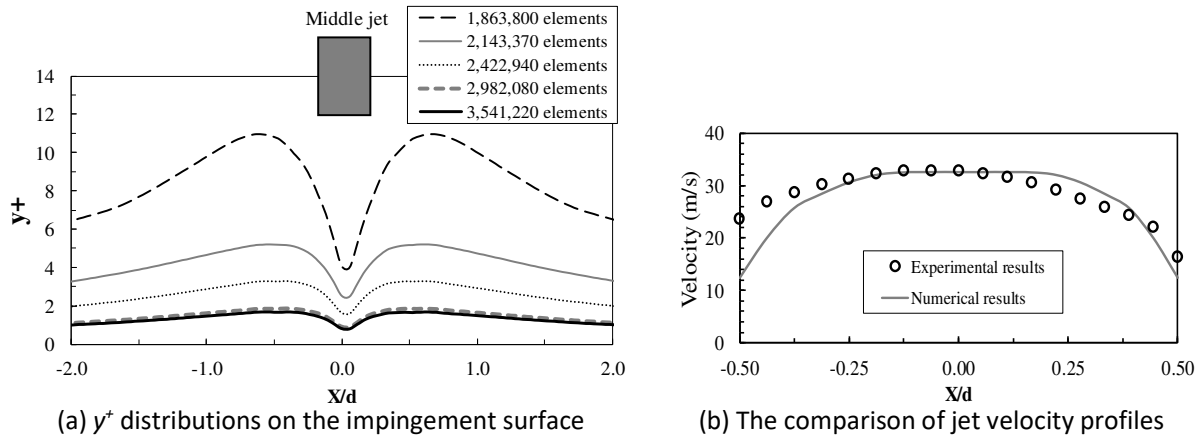 Middle jet
1,863,800 elements
2,143,370 elements
2,422,940 elements
2,982,080 elements
3,541,220 elements
14
12
10
8
6
4
2
0
y+
-2.0 -1.0 0.0 1.0 2.0
X/d
(a) y+ distributions on the impingement surface
40
30
20
10
0
Velocity (m/s)
Experimental results
Numerical results
-0.50 -0.25 0.00 0.25 0.50
X/d
(b) The comparison of jet velocity profiles